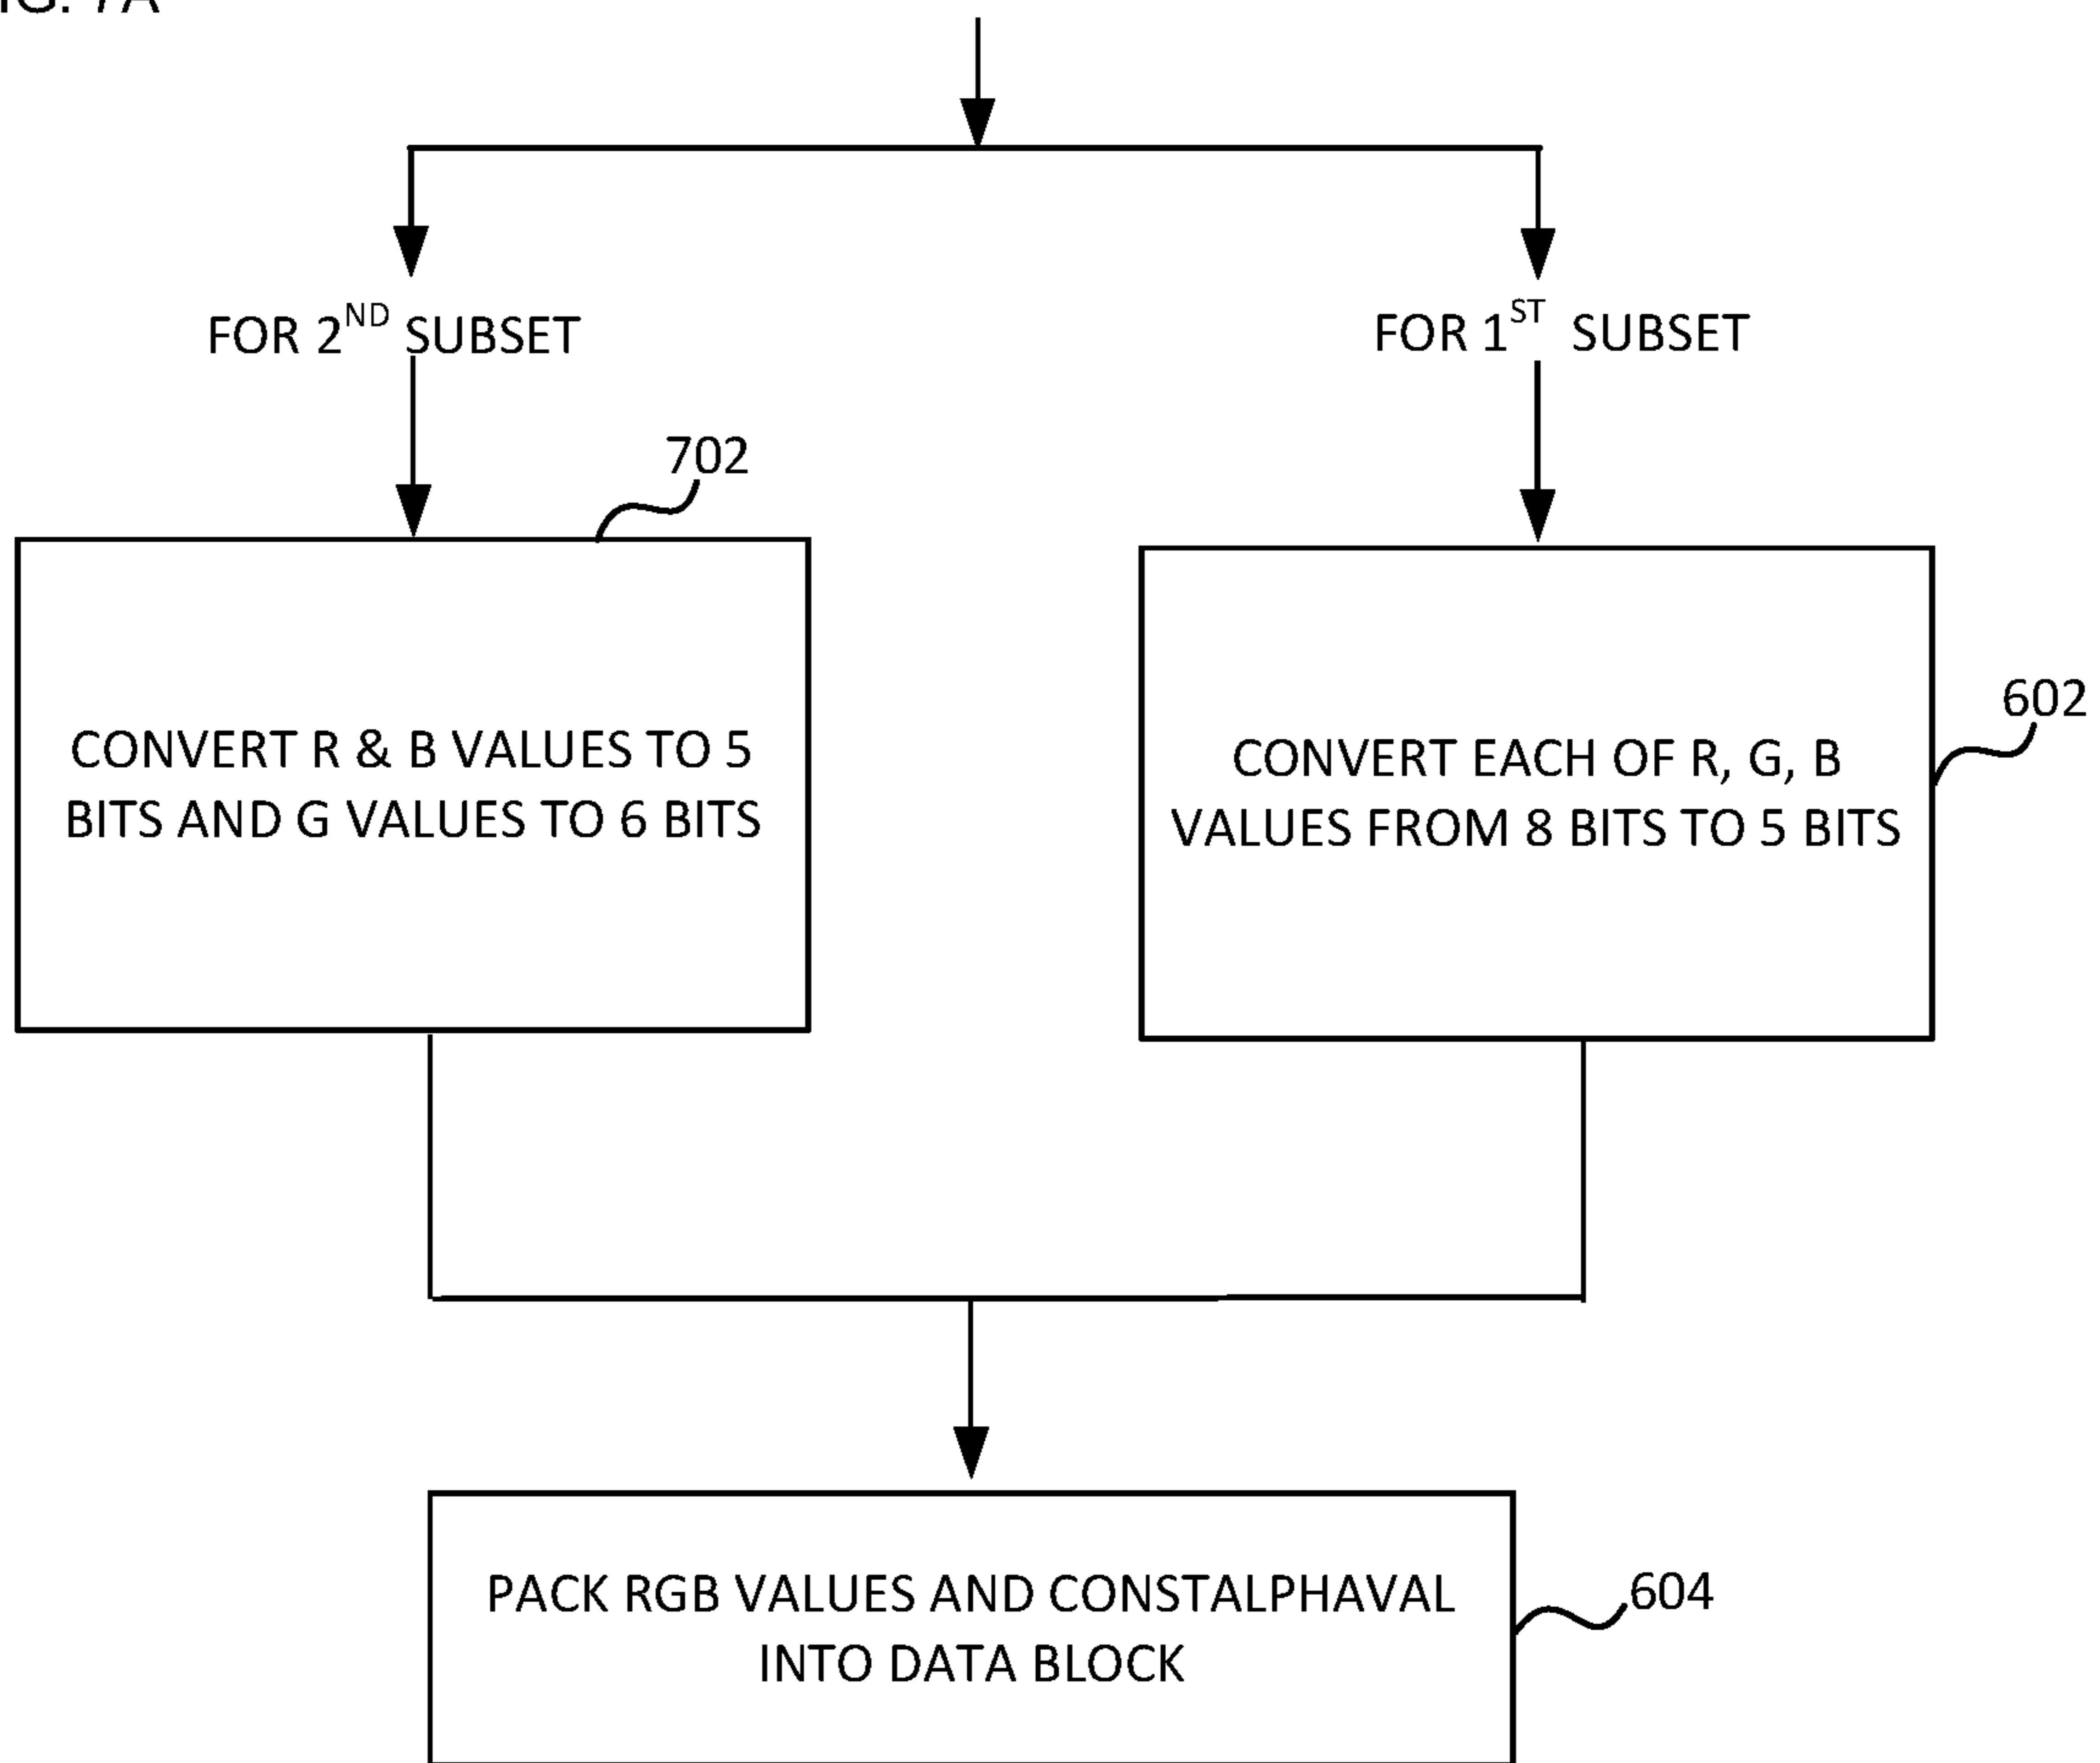 FOR 2ND SUBSET
FOR 1ST SUBSET
702
602
CONVERT R & B VALUES TO 5
BITS AND G VALUES TO 6 BITS
CONVERT EACH OF R, G, B
VALUES FROM 8 BITS TO 5 BITS
PACK RGB VALUES AND CONSTALPHAVAL
INTO DATA BLOCK
604